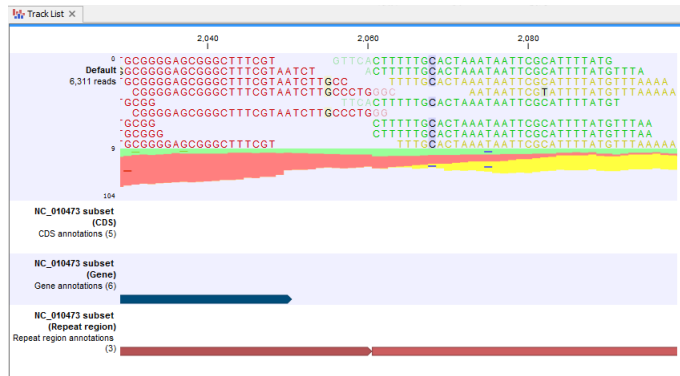 Track List
2,040 2,060 2,080
0
GCGGGGAGCGGGCTTTCGT GTTCACTTTTTGCACTAAATAATTCGCATTTTATG
Default
GCGGGGAGCGGGCTTTCGTAATCT ACTTTTTGCACTAAATAATTCGCATTTTATGTTTA
6,311 reads
GCGGGGAGCGGGCTTTCGTAATCTTGCC TTTTGCACTAAATAATTCGCATTTTATGTTTAAAA
CGGGGAGCGGGCTTTCGTAATCTTGCCCTGGGC AATAATTCGTATTTTATGTTTAAAAA
GCGG TTCACTTTTTGCACTAAATAATTCGCATTTTATGT
CGGGGAGCGGGCTTTCGTAATCTTGCCCTGGG
GCGG CTTTTTGCACTAAATAATTCGCATTTTATGTTTAA
GCGGG CTTTTTGCACTAAATAATTCGCATTTTATGTTTAA
GCGGGGAGCGGGCTTTCGT TTTGCACTAAATAATTCGCATTTTATGTTTAAAAA
9
104
NC_010473 subset
(CDS)
CDS annotations (5)
NC_010473 subset
(Gene)
Gene annotations (6)
NC_010473 subset
(Repeat region)
Repeat region annotations
(3)